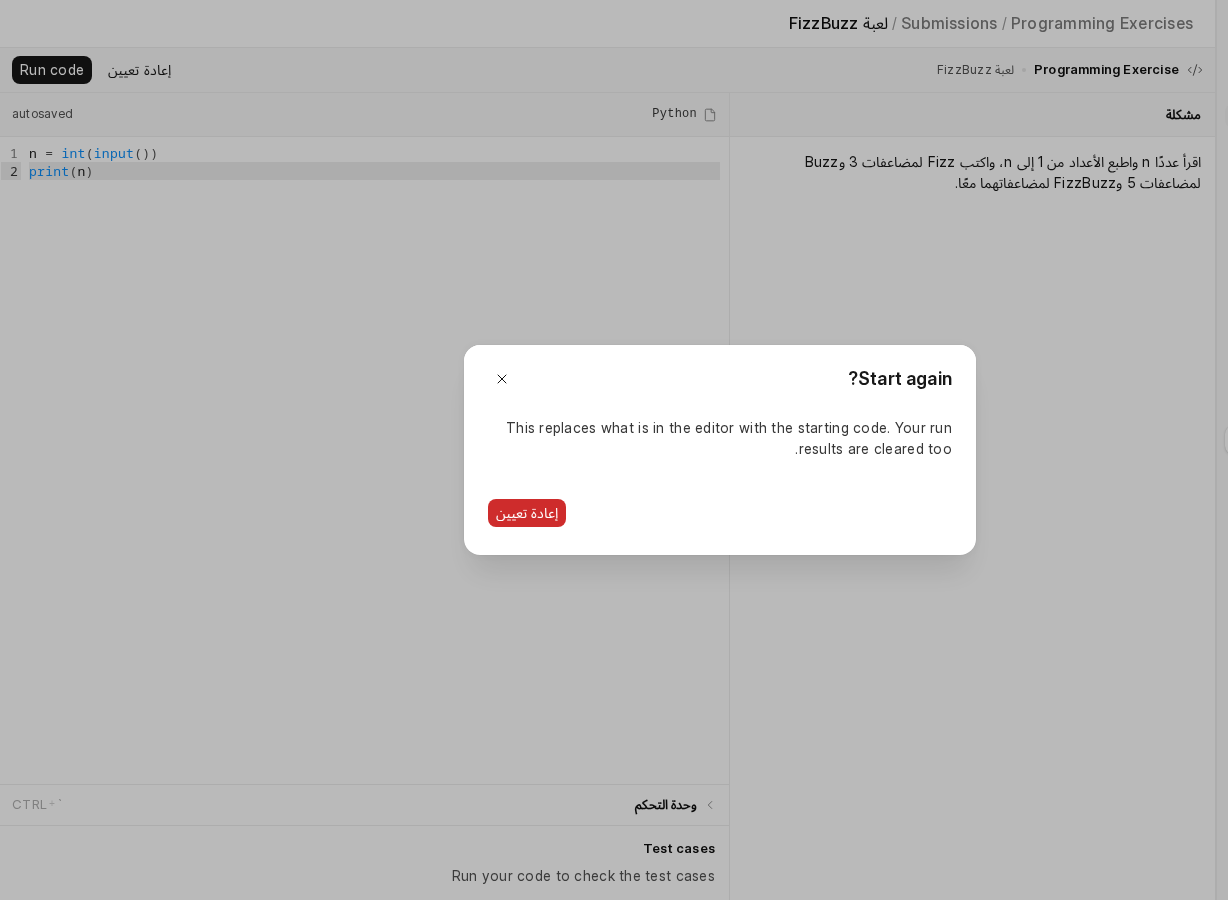 Programming Exercises / Submissions / لعبة FizzBuzz
Programming Exercise • لعبة FizzBuzz
إعادة تعيين
Run code
مشكلة
اقرأ عددًا n واطبع الأعداد من 1 إلى n، واكتب Fizz لمضاعفات 3 وBuzz
لمضاعفات 5 وFizzBuzz لمضاعفاتهما معًا.
Python
autosaved
1 n = int(input())
2 print(n)
Start again?
This replaces what is in the editor with the starting code. Your run
results are cleared too.
إعادة تعيين
وحدة التحكم
CTRL+`
Test cases
Run your code to check the test cases